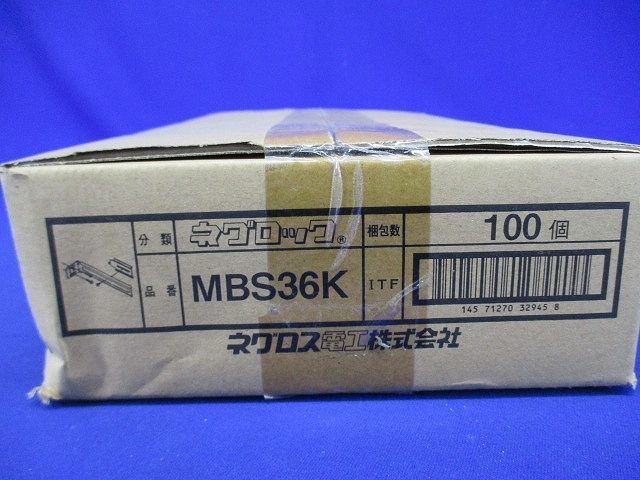 分類 ネグロック® 梱包数 100個
品番 MBS36K ITF
145 71270 32945 8
ネグロス電工株式会社